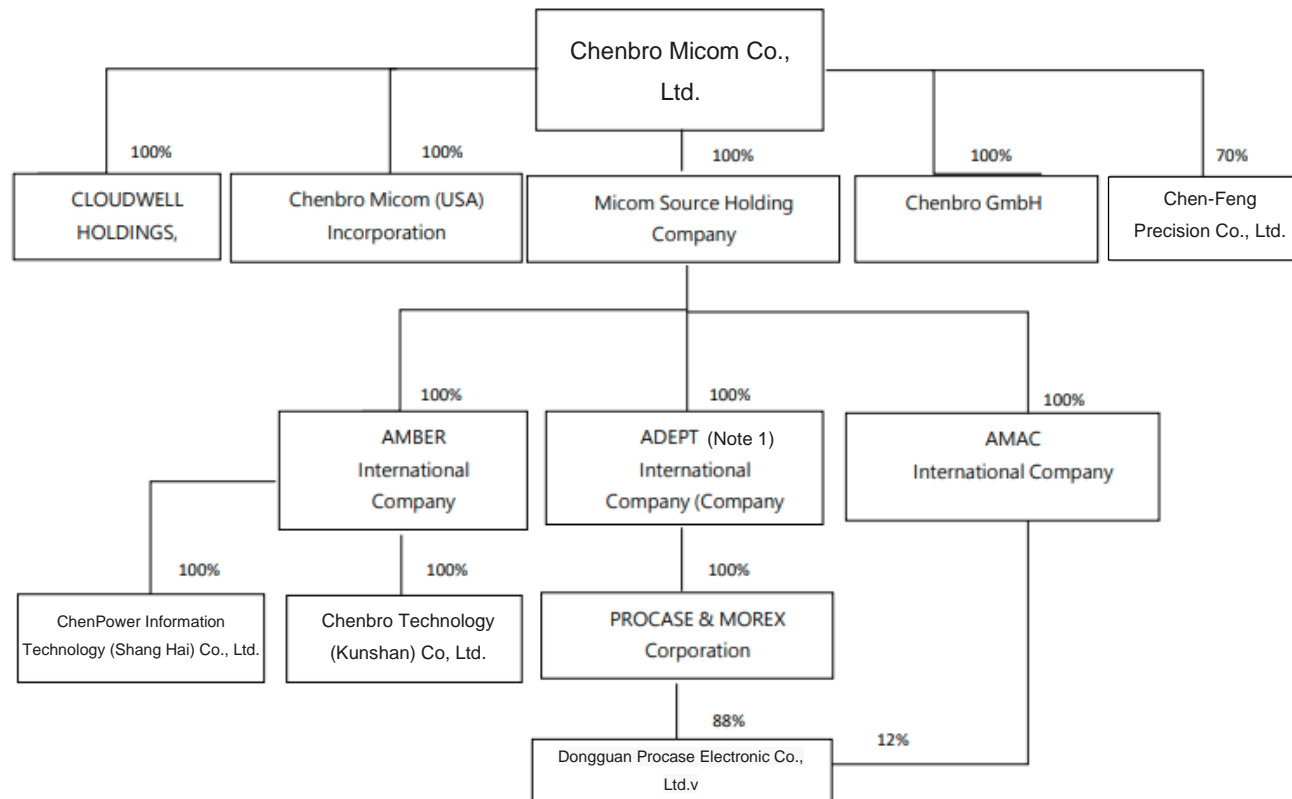 Chenbro Micom Co.,
Ltd.
100%
100%
100%
100%
70%
CLOUDWELL
HOLDINGS,
Chenbro Micom (USA)
Incorporation
Micom Source Holding
Company
Chenbro GmbH
Chen-Feng
Precision Co., Ltd.
100%
100%
100%
AMBER
International
Company
ADEPT (Note 1)
International
Company (Company
AMAC
International Company
100%
100%
100%
ChenPower Information
Technology (Shang Hai) Co., Ltd.
Chenbro Technology
(Kunshan) Co, Ltd.
PROCASE & MOREX
Corporation
88%
12%
Dongguan Procase Electronic Co.,
Ltd.v